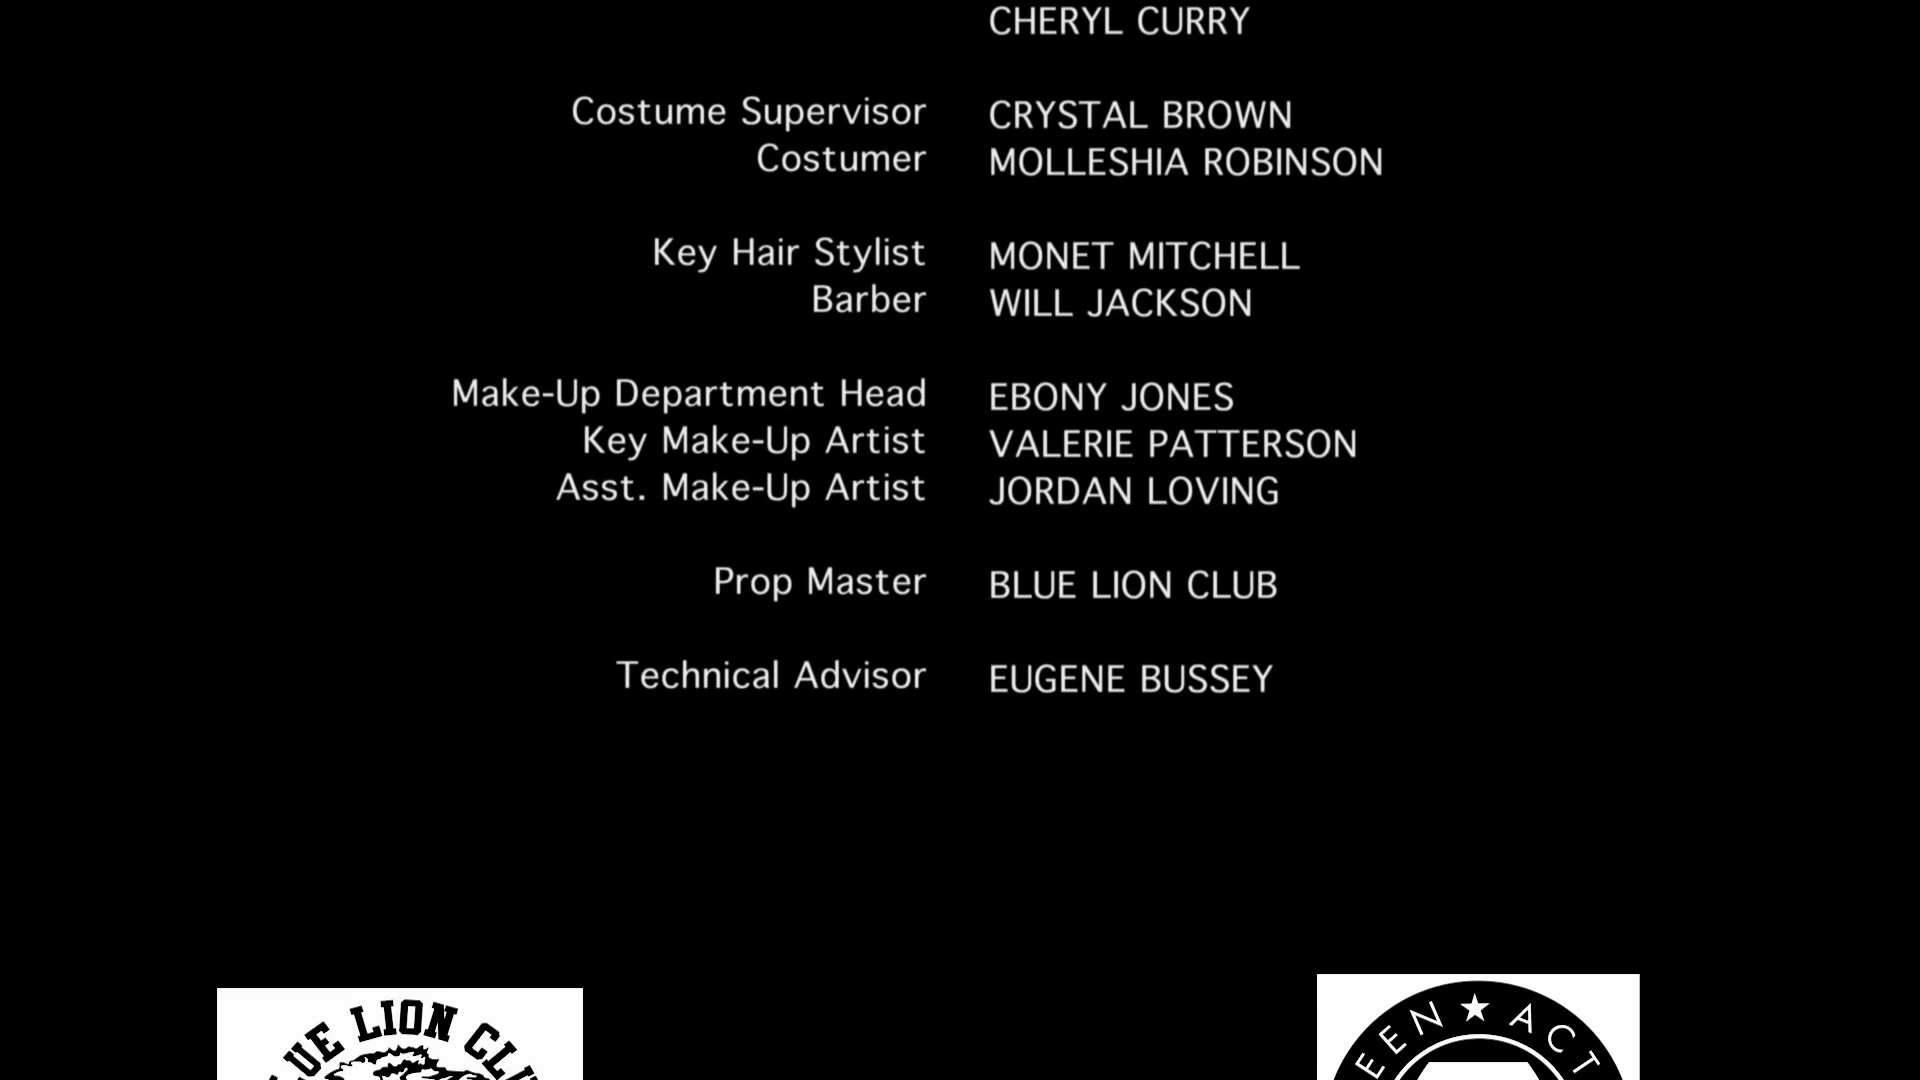 CHERYL CURRY
Costume Supervisor CRYSTAL BROWN
Costumer MOLLESHIA ROBINSON
Key Hair Stylist MONET MITCHELL
Barber WILL JACKSON
Make-Up Department Head EBONY JONES
Key Make-Up Artist VALERIE PATTERSON
Asst. Make-Up Artist JORDAN LOVING
Prop Master BLUE LION CLUB
Technical Advisor EUGENE BUSSEY
LION